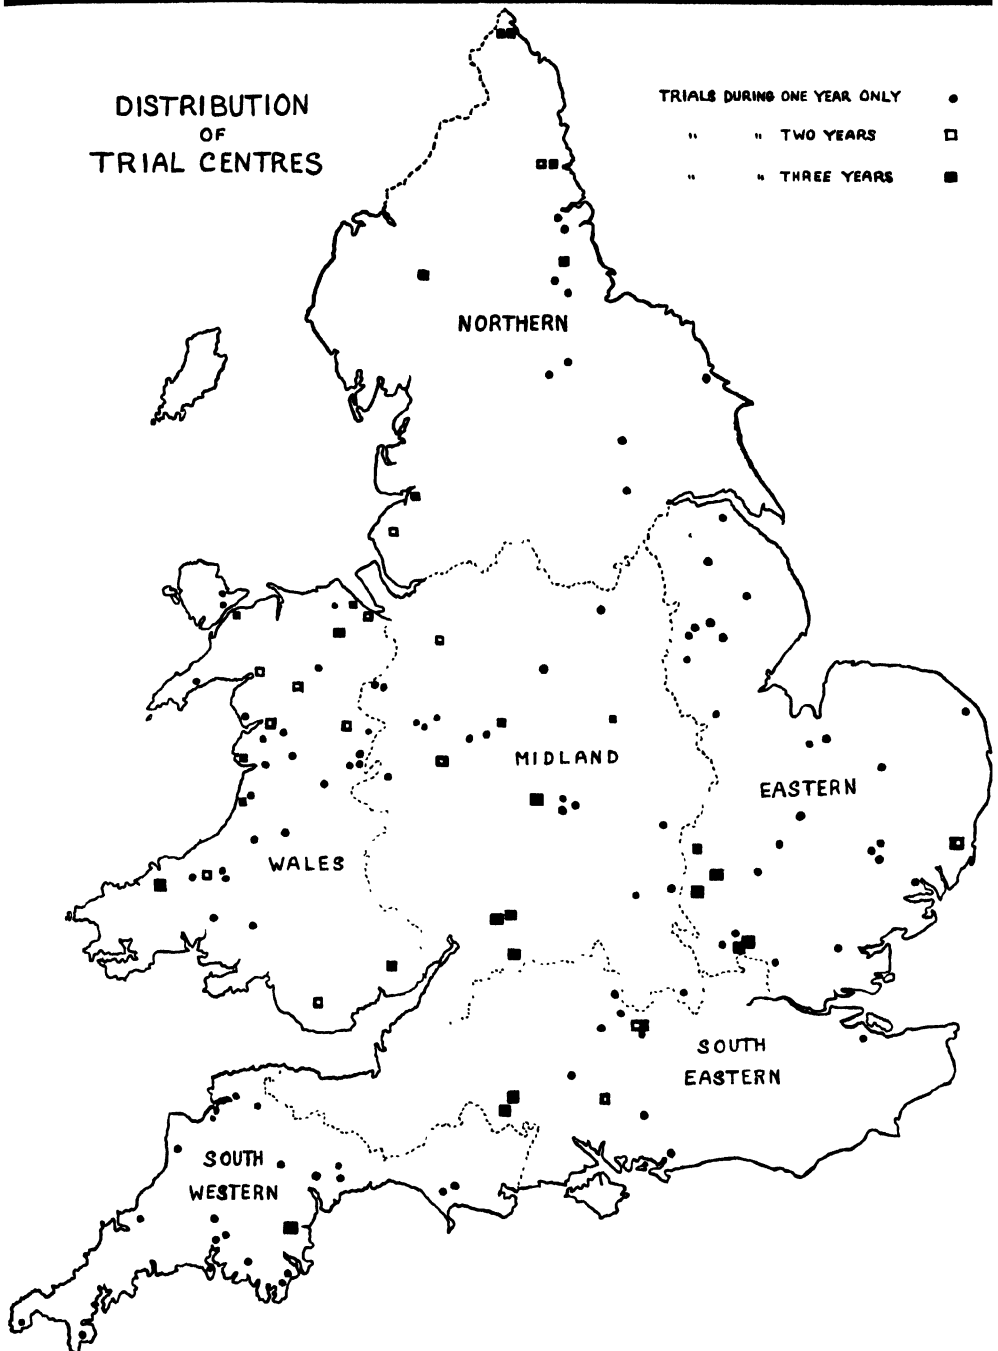 DISTRIBUTION
OF
TRIAL CENTRES
TRIALS DURING ONE YEAR ONLY
" " TWO YEARS
" " THREE YEARS
NORTHERN
MIDLAND
EASTERN
WALES
SOUTH
EASTERN
SOUTH
WESTERN